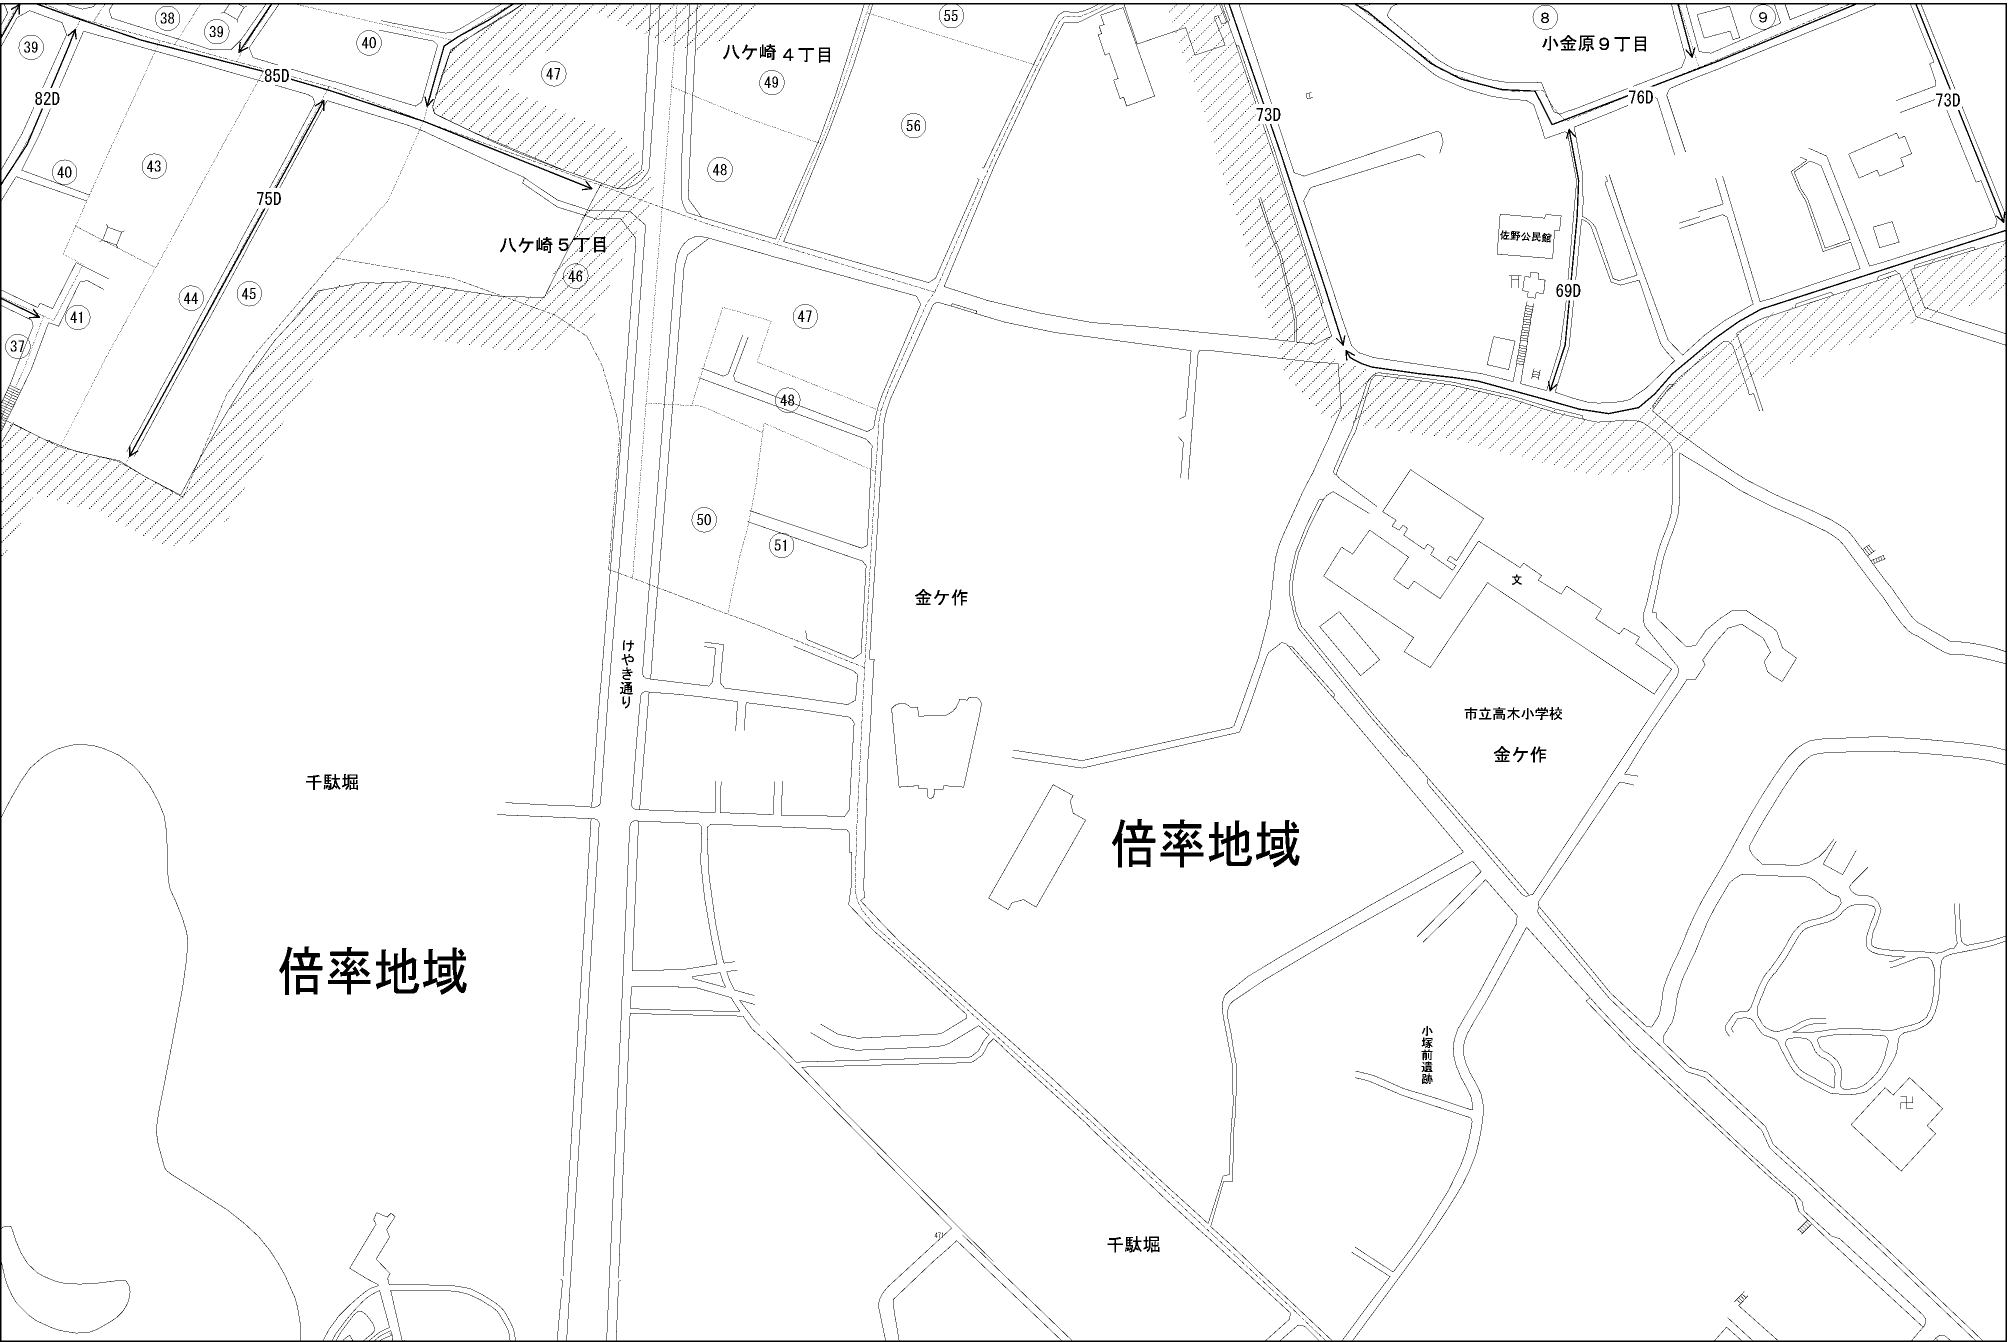 38
39
40
39
85D
82D
47
八ケ崎４丁目
49
55
56
48
73D
8
9
小金原９丁目
76D
73D
40
43
75D
八ケ崎５丁目
46
佐野公民館
69D
44
45
41
37
47
48
50
51
金ケ作
文
けやき通り
市立高木小学校
金ケ作
千駄堀
倍率地域
倍率地域
小塚前遺跡
卍
471
千駄堀